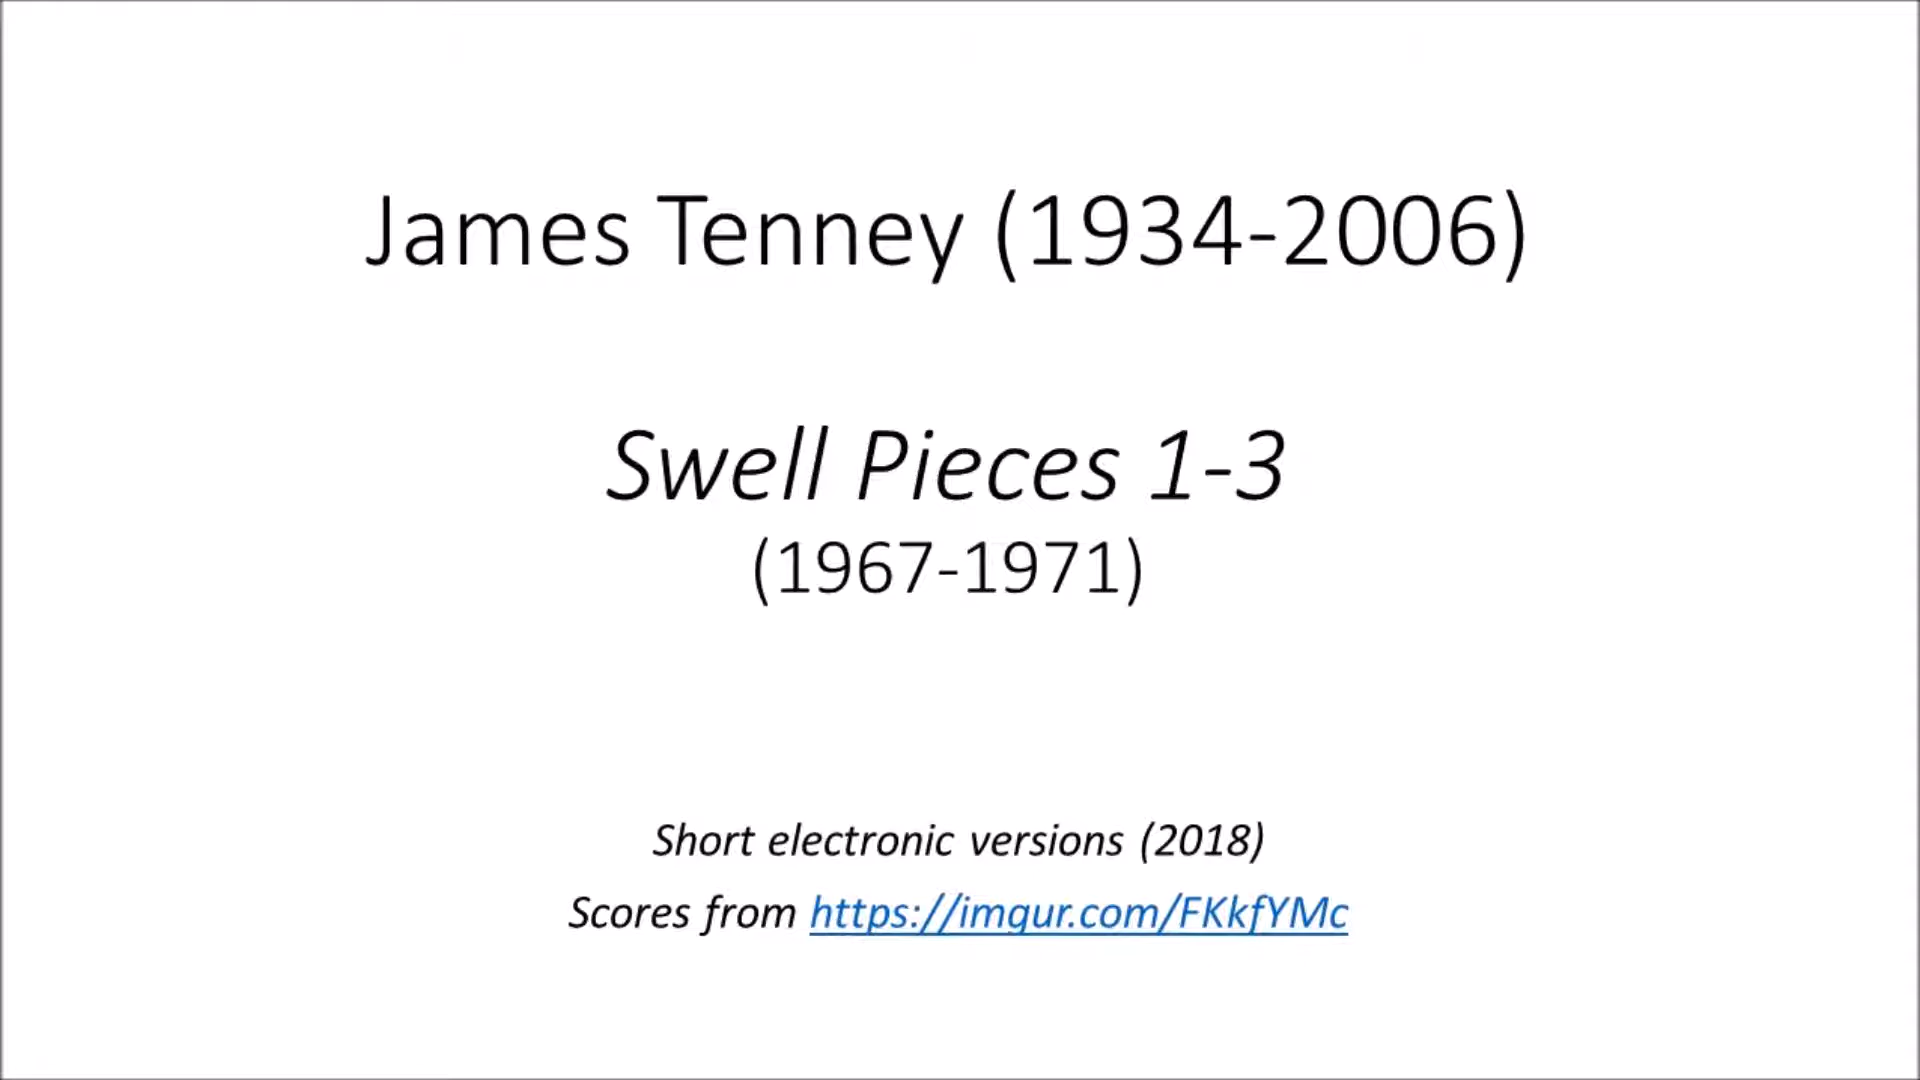 James Tenney (1934-2006)
Swell Pieces 1-3
(1967-1971)
Short electronic versions (2018)
Scores from https://imgur.com/FKkfYMc